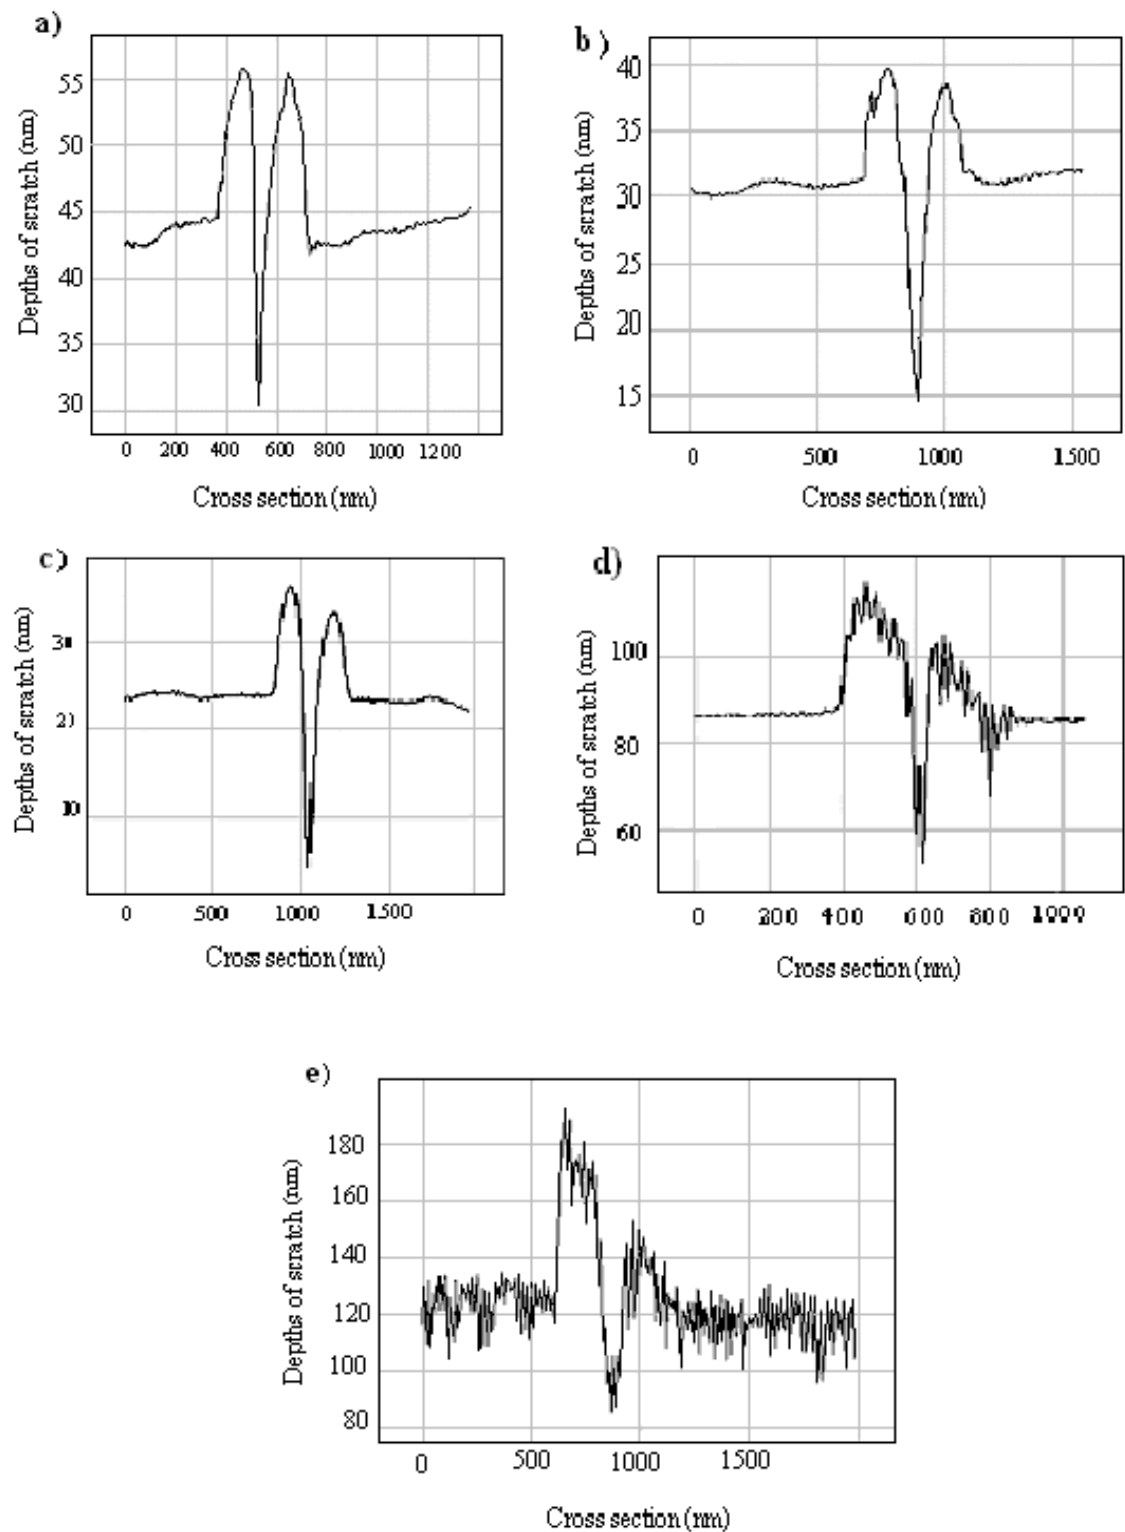 a)
Depths of scratch (nm)
55
50
45
40
35
30
0 200 400 600 800 1000 1200
Cross section (nm)
b)
Depths of scratch (nm)
40
35
30
25
20
15
0 500 1000 1500
Cross section (nm)
c)
Depths of scratch (nm)
30
20
10
0 500 1000 1500
Cross section (nm)
d)
Depths of scratch (nm)
100
80
60
0 200 400 600 800 1000
Cross section (nm)
e)
Depths of scratch (nm)
180
160
140
120
100
80
0 500 1000 1500
Cross section (nm)